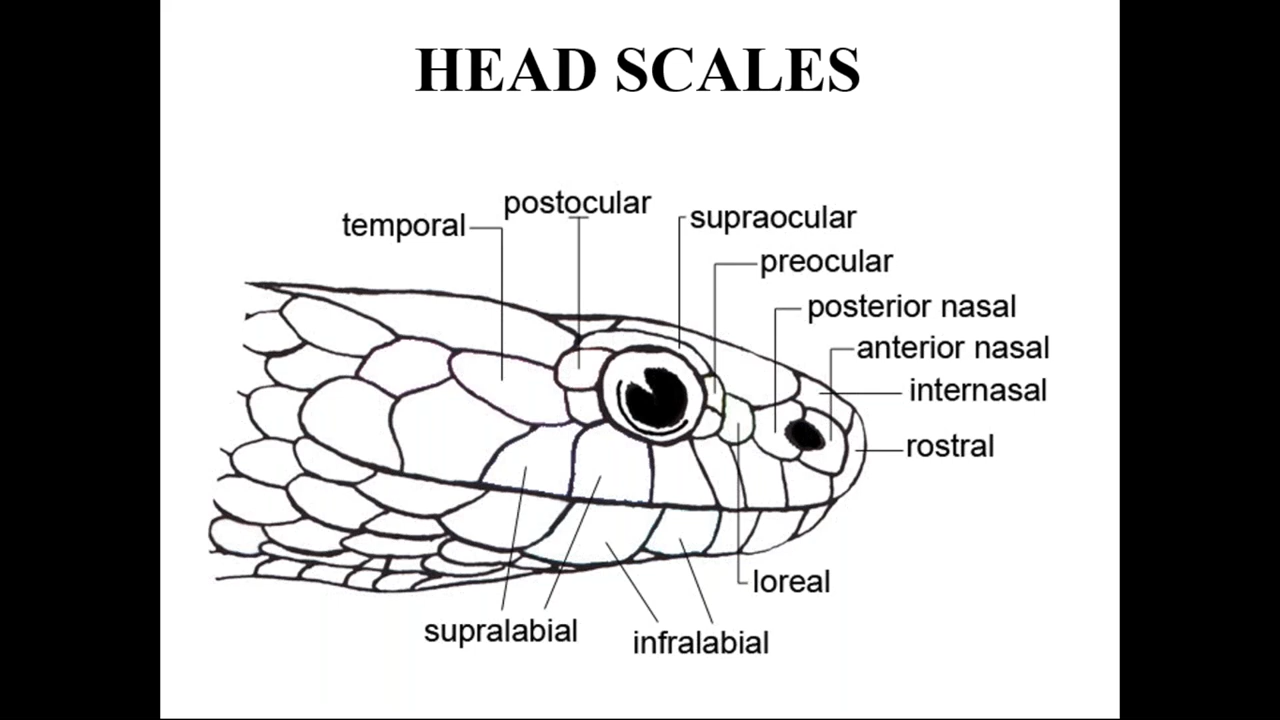 HEAD SCALES
postocular
temporal
supraocular
preocular
posterior nasal
anterior nasal
internasal
rostral
loreal
supralabial
infralabial